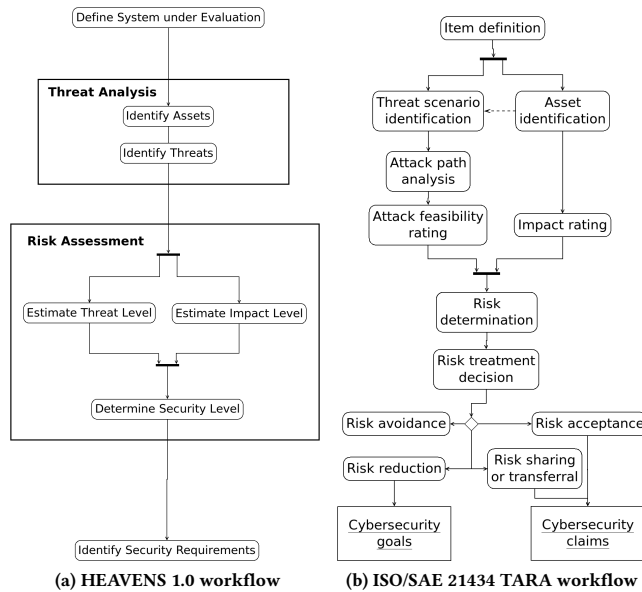 Define System under Evaluation
Threat Analysis
Identify Assets
Identify Threats
Risk Assessment
Estimate Threat Level
Estimate Impact Level
Determine Security Level
Identify Security Requirements
(a) HEAVENS 1.0 workflow
Item definition
Threat scenario
identification
Asset
identification
Attack path
analysis
Attack feasibility
rating
Impact rating
Risk
determination
Risk treatment
decision
Risk avoidance
Risk acceptance
Risk reduction
Risk sharing
or transferral
Cybersecurity
goals
Cybersecurity
claims
(b) ISO/SAE 21434 TARA workflow